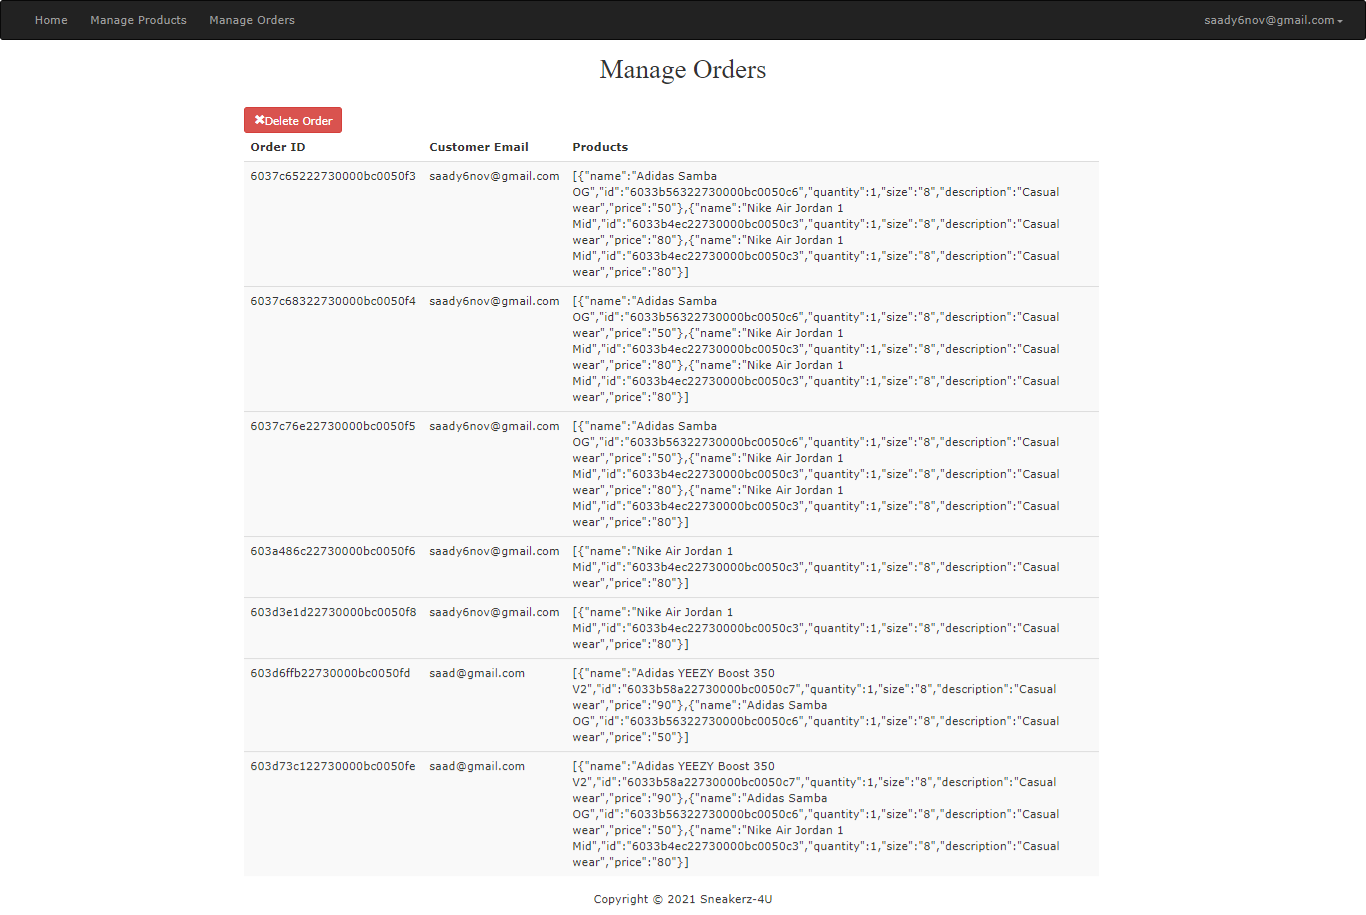 Home Manage Products Manage Orders saady6nov@gmail.com
Manage Orders
✖Delete Order
Order ID Customer Email Products
6037c65222730000bc0050f3 saady6nov@gmail.com [{"name":"Adidas Samba
OG","id":"6033b56322730000bc0050c6","quantity":1,"size":"8","description":"Casual
wear","price":"50"},{"name":"Nike Air Jordan 1
Mid","id":"6033b4ec22730000bc0050c3","quantity":1,"size":"8","description":"Casual
wear","price":"80"},{"name":"Nike Air Jordan 1
Mid","id":"6033b4ec22730000bc0050c3","quantity":1,"size":"8","description":"Casual
wear","price":"80"}]
6037c68322730000bc0050f4 saady6nov@gmail.com [{"name":"Adidas Samba
OG","id":"6033b56322730000bc0050c6","quantity":1,"size":"8","description":"Casual
wear","price":"50"},{"name":"Nike Air Jordan 1
Mid","id":"6033b4ec22730000bc0050c3","quantity":1,"size":"8","description":"Casual
wear","price":"80"},{"name":"Nike Air Jordan 1
Mid","id":"6033b4ec22730000bc0050c3","quantity":1,"size":"8","description":"Casual
wear","price":"80"}]
6037c76e22730000bc0050f5 saady6nov@gmail.com [{"name":"Adidas Samba
OG","id":"6033b56322730000bc0050c6","quantity":1,"size":"8","description":"Casual
wear","price":"50"},{"name":"Nike Air Jordan 1
Mid","id":"6033b4ec22730000bc0050c3","quantity":1,"size":"8","description":"Casual
wear","price":"80"},{"name":"Nike Air Jordan 1
Mid","id":"6033b4ec22730000bc0050c3","quantity":1,"size":"8","description":"Casual
wear","price":"80"}]
603a486c22730000bc0050f6 saady6nov@gmail.com [{"name":"Nike Air Jordan 1
Mid","id":"6033b4ec22730000bc0050c3","quantity":1,"size":"8","description":"Casual
wear","price":"80"}]
603d3e1d22730000bc0050f8 saady6nov@gmail.com [{"name":"Nike Air Jordan 1
Mid","id":"6033b4ec22730000bc0050c3","quantity":1,"size":"8","description":"Casual
wear","price":"80"}]
603d6ffb22730000bc0050fd saad@gmail.com [{"name":"Adidas YEEZY Boost 350
V2","id":"6033b58a22730000bc0050c7","quantity":1,"size":"8","description":"Casual
wear","price":"90"},{"name":"Adidas Samba
OG","id":"6033b56322730000bc0050c6","quantity":1,"size":"8","description":"Casual
wear","price":"50"}]
603d73c122730000bc0050fe saad@gmail.com [{"name":"Adidas YEEZY Boost 350
V2","id":"6033b58a22730000bc0050c7","quantity":1,"size":"8","description":"Casual
wear","price":"90"},{"name":"Adidas Samba
OG","id":"6033b56322730000bc0050c6","quantity":1,"size":"8","description":"Casual
wear","price":"50"},{"name":"Nike Air Jordan 1
Mid","id":"6033b4ec22730000bc0050c3","quantity":1,"size":"8","description":"Casual
wear","price":"80"}]
Copyright © 2021 Sneakerz-4U